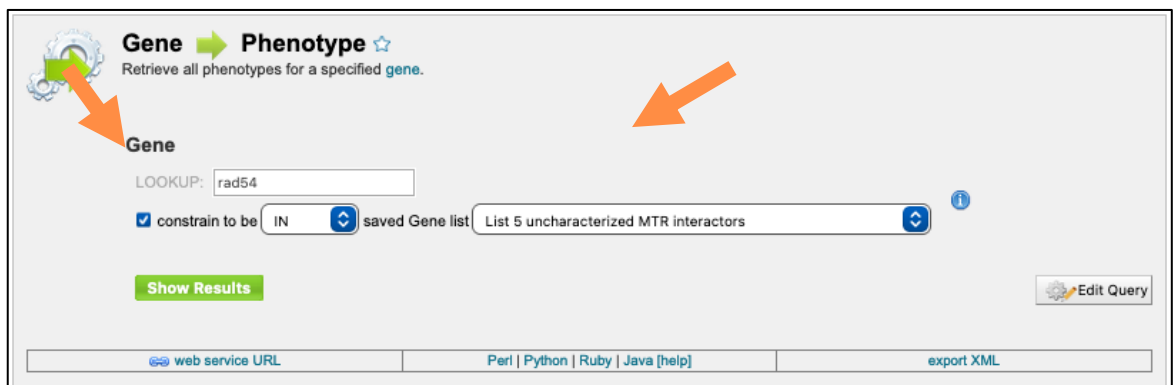 Gene Phenotype
Retrieve all phenotypes for a specified gene.
Gene
LOOKUP: rad54
constrain to be IN saved Gene list List 5 uncharacterized MTR interactors
i
Show Results
Edit Query
web service URL Perl | Python | Ruby | Java [help] export XML